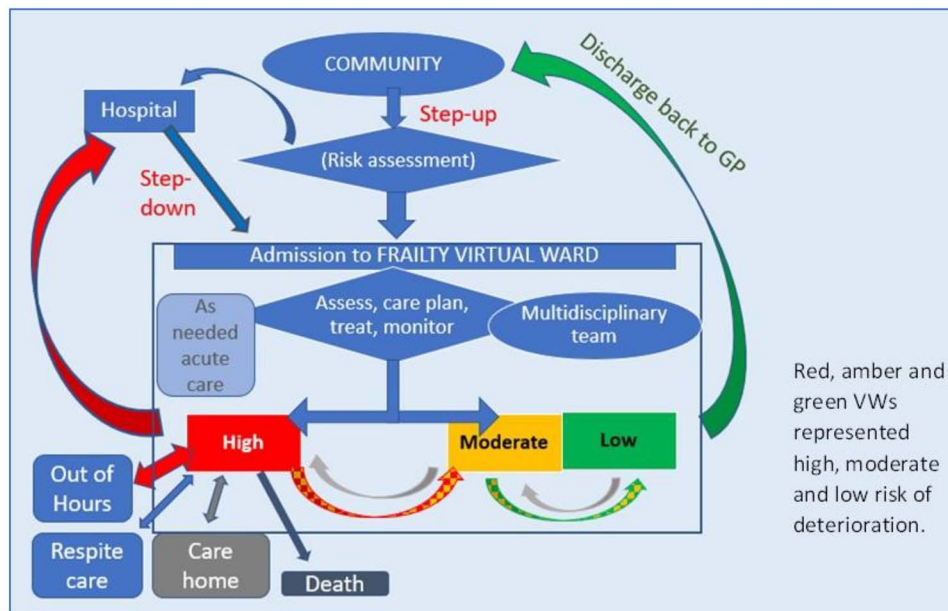 COMMUNITY
Discharge back to GP
Hospital
Step-up
(Risk assessment)
Step-
down
Admission to FRAILTY VIRTUAL WARD
As
needed
acute
care
Assess, care plan,
treat, monitor
Multidisciplinary
team
High
Moderate
Low
Out of
Hours
Respite
care
Care
home
Death
Red, amber and
green VWs
represented
high, moderate
and low risk of
deterioration.